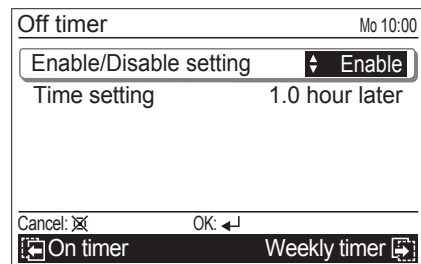 Off timer Mo 10:00
Enable/Disable setting Enable
Time setting 1.0 hour later
Cancel: OK:
On timer Weekly timer